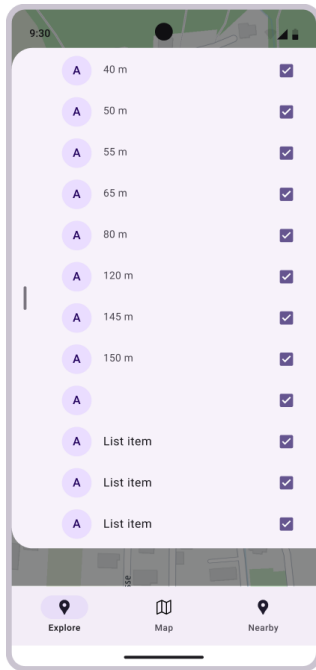 9:30
A 40 m
A 50 m
A 55 m
A 65 m
A 80 m
A 120 m
A 145 m
A 150 m
A
A List item
A List item
A List item
sse
Explore Map Nearby